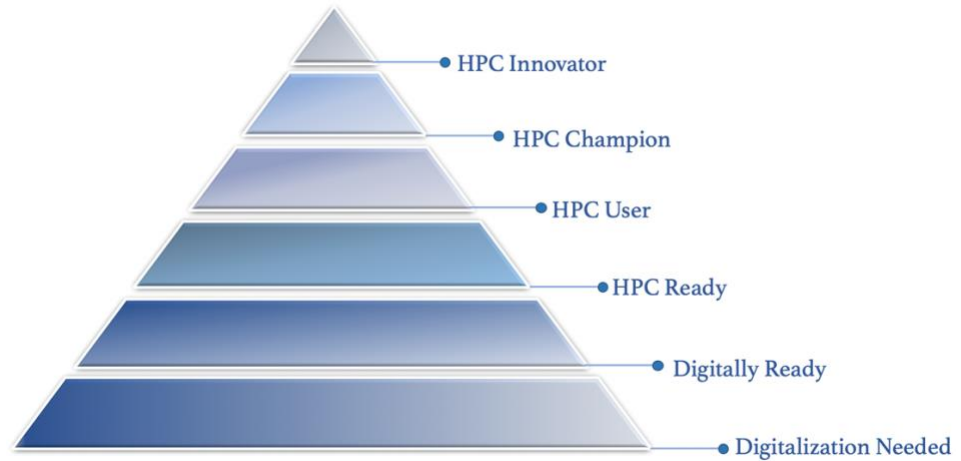 HPC Innovator
HPC Champion
HPC User
HPC Ready
Digitally Ready
Digitalization Needed